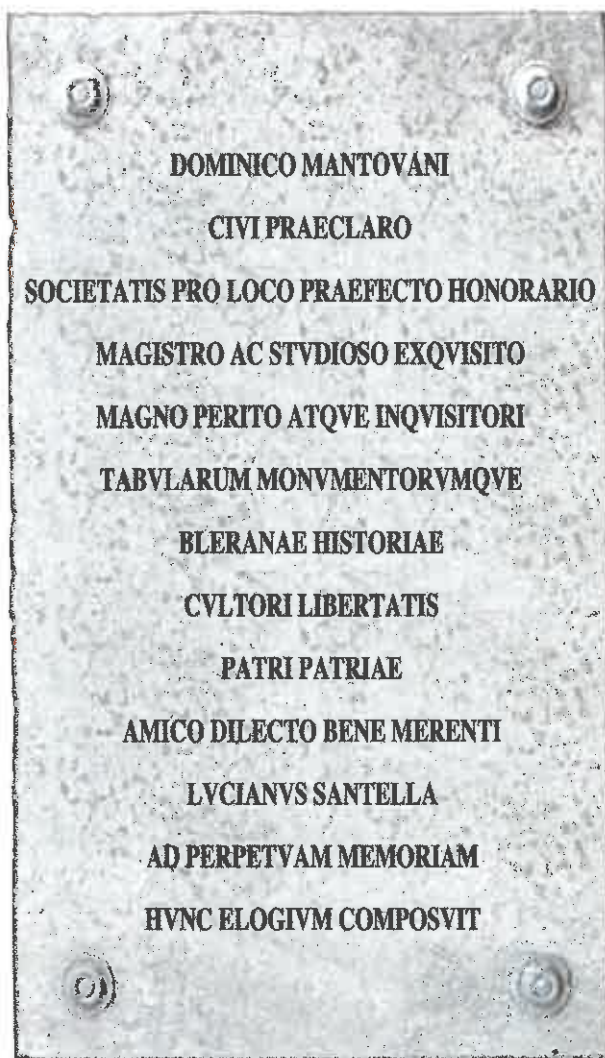 DOMINICO MANTOVANI
CIVI PRAECLARO
SOCIETATIS PRO LOCO PRAEFECTO HONORARIO
MAGISTRO AC STVDIOSO EXQVISITO
MAGNO PERITO ATQVE INQVISITORI
TABVLARUM MONVMENTORVMQVE
BLERANAE HISTORIAE
CVLTORI LIBERTATIS
PATRI PATRIAE
AMICO DILECTO BENE MERENTI
LVCIANVS SANTELLA
AD PERPETVAM MEMORIAM
HVNC ELOGIVM COMPOSVIT